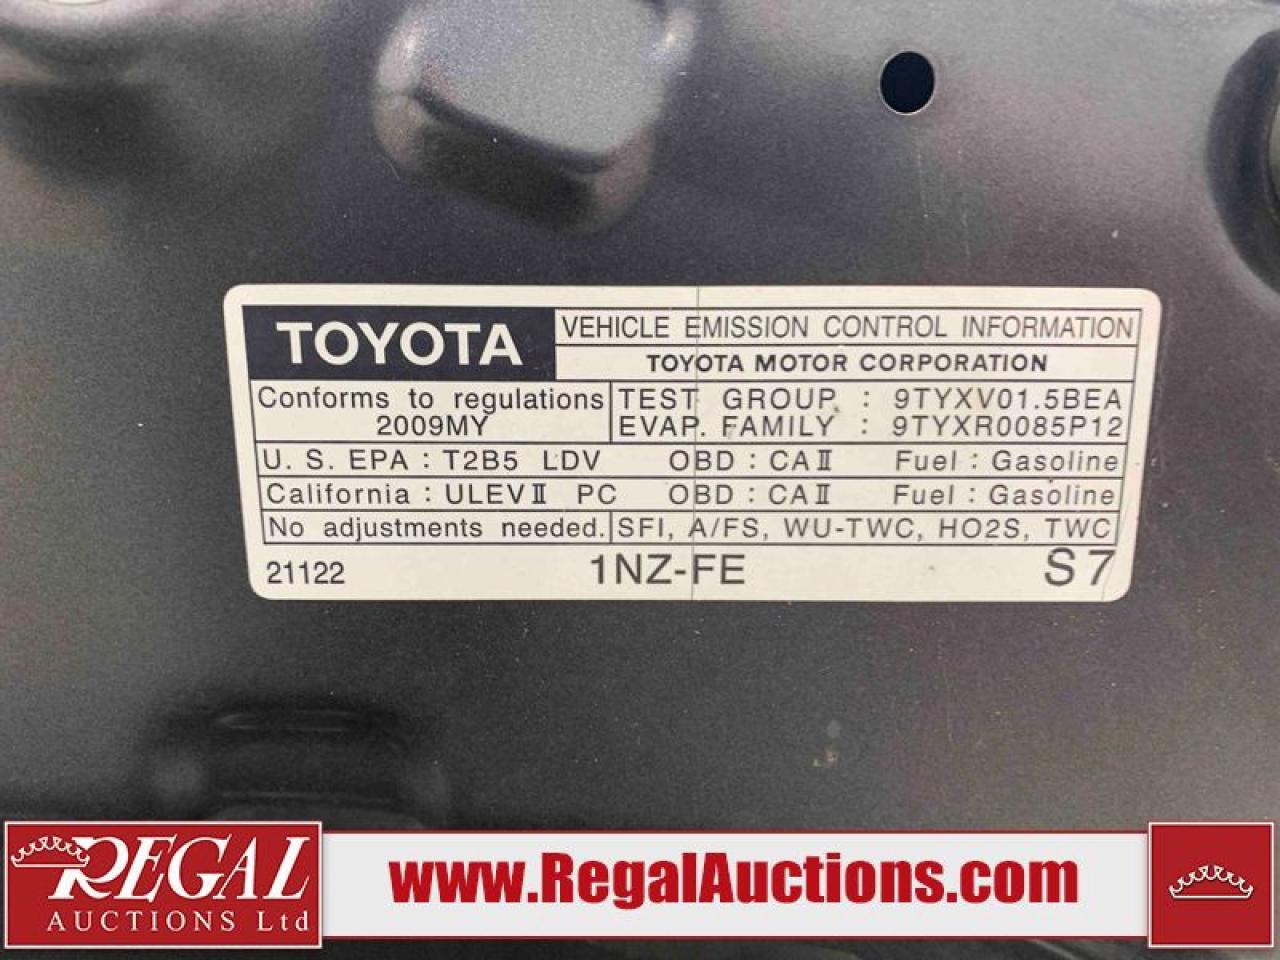 TOYOTA
VEHICLE EMISSION CONTROL INFORMATION
TOYOTA MOTOR CORPORATION
Conforms to regulations
2009MY
TEST GROUP : 9TYXV01.5BEA
EVAP. FAMILY : 9TYXR0085P12
U. S. EPA : T2B5 LDV OBD : CAⅡ Fuel : Gasoline
California : ULEVⅡ PC OBD : CAⅡ Fuel : Gasoline
No adjustments needed. SFI, A/FS, WU-TWC, HO2S, TWC
21122 1NZ-FE S7
REGAL
AUCTIONS Ltd
www.RegalAuctions.com